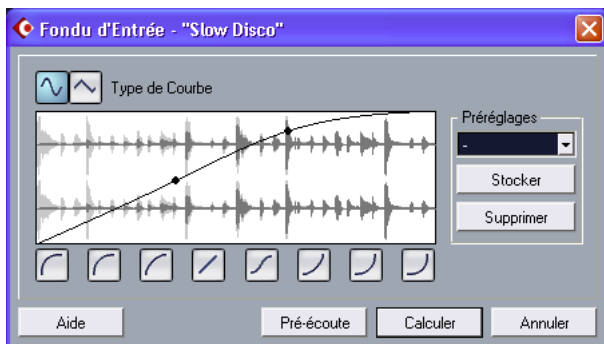 Fondu d'Entrée - "Slow Disco"
Type de Courbe
Préréglages
-
Stocker
Supprimer
Aide
Pré-écoute
Calculer
Annuler